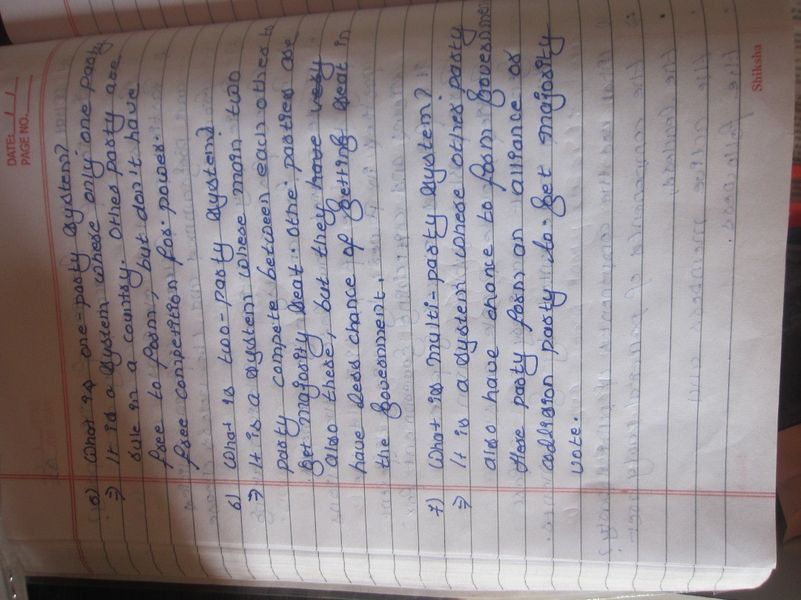 DATE: / /
PAGE NO.
5) What is one-party system?
⇒ It is a system where only one party
rule in a country. Other party are
free to form, but don't have
free competition for power.
6) What is two-party system?
⇒ It is a system where main two
party compete between each other to
get majority seat. othe parties are
also there, but they have very
have less chance of getting seat in
the government.
7) What is multi-party system?
⇒ It is a system where other party
also have chance to form government
party form an alliance or
party to get majority
vote.
Shiksha